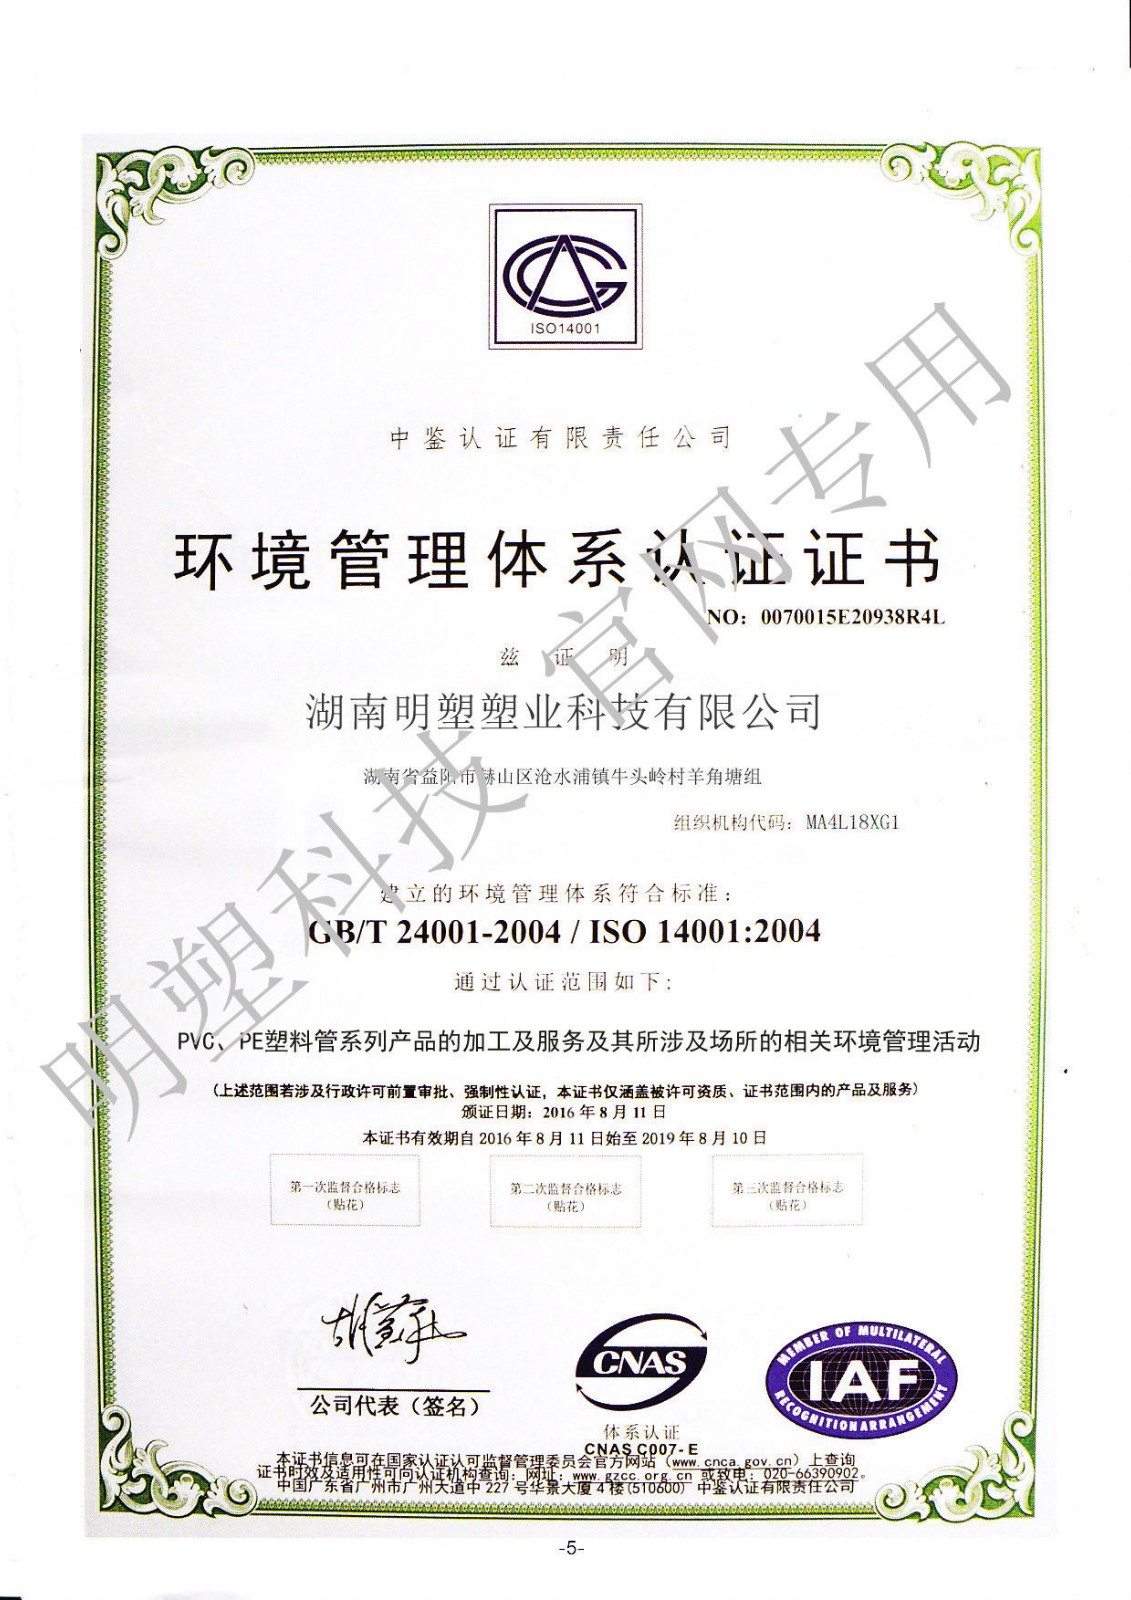 ISO14001
中鉴认证有限责任公司
环境管理体系认证证书
NO: 0070015E20938R4L
兹证明
湖南明塑塑业科技有限公司
湖南省益阳市赫山区沧水浦镇牛头岭村羊角塘组
组织机构代码: MA4L18XG1
建立的环境管理体系符合标准:
GB/T 24001-2004 / ISO 14001:2004
通过认证范围如下:
PVC、PE塑料管系列产品的加工及服务及其所涉及场所的相关环境管理活动
(上述范围若涉及行政许可前置审批、强制性认证,本证书仅涵盖被许可资质、证书范围内的产品及服务)
颁证日期: 2016 年 8 月 11 日
本证书有效期自 2016 年 8 月 11 日始至 2019 年 8 月 10 日
第一次监督合格标志
(贴花)
第二次监督合格标志
(贴花)
第三次监督合格标志
(贴花)
公司代表(签名)
CNAS
体系认证
CNAS C007-E
MEMBER OF MULTILATERAL
IAF
RECOGNITION ARRANGEMENT
本证书信息可在国家认证认可监督管理委员会官方网站(www.cnca.gov.cn)上查询
证书时效及适用性可向认证机构查询: 网址: www.gzcc.org.cn 或致电: 020-66390902。
中国广东省广州市广州大道中 227 号华景大厦 4 楼(510600) 中鉴认证有限责任公司
-5-
明塑科技官网专用